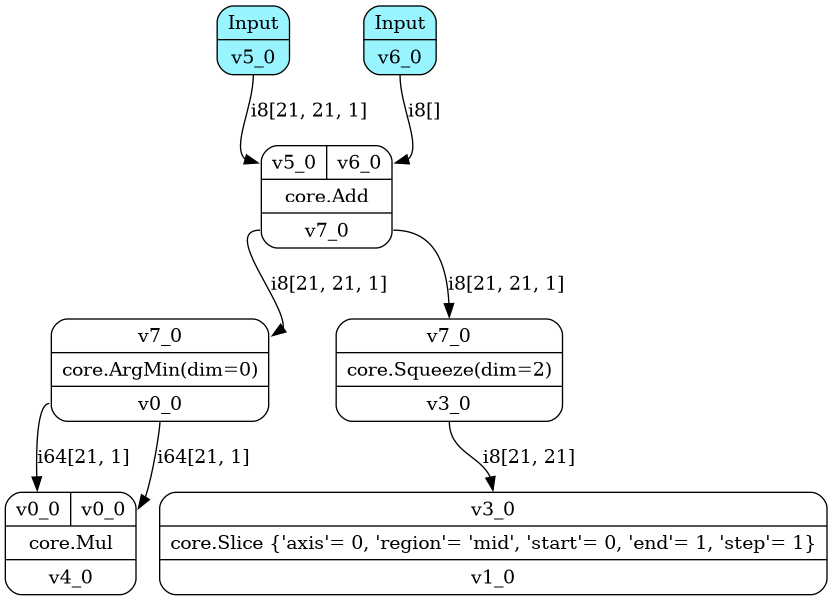 Input
v5_0
Input
v6_0
i8[21, 21, 1]
i8[]
v5_0
v6_0
core.Add
v7_0
i8[21, 21, 1]
i8[21, 21, 1]
v7_0
core.ArgMin(dim=0)
v0_0
v7_0
core.Squeeze(dim=2)
v3_0
i64[21, 1]
i64[21, 1]
i8[21, 21]
v0_0
v0_0
core.Mul
v4_0
v3_0
core.Slice {'axis'= 0, 'region'= 'mid', 'start'= 0, 'end'= 1, 'step'= 1}
v1_0